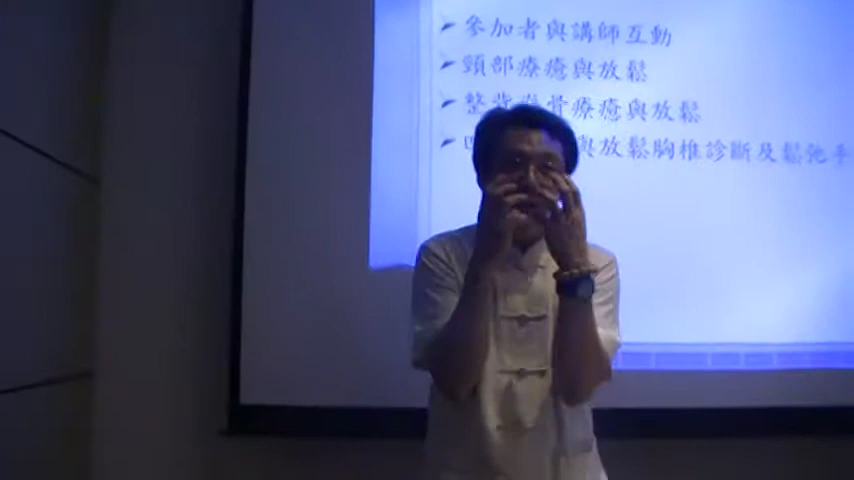 參加者與講師互動
頸部療癒與放鬆
整背脊骨療癒與放鬆
與放鬆胸椎診斷及鬆弛手